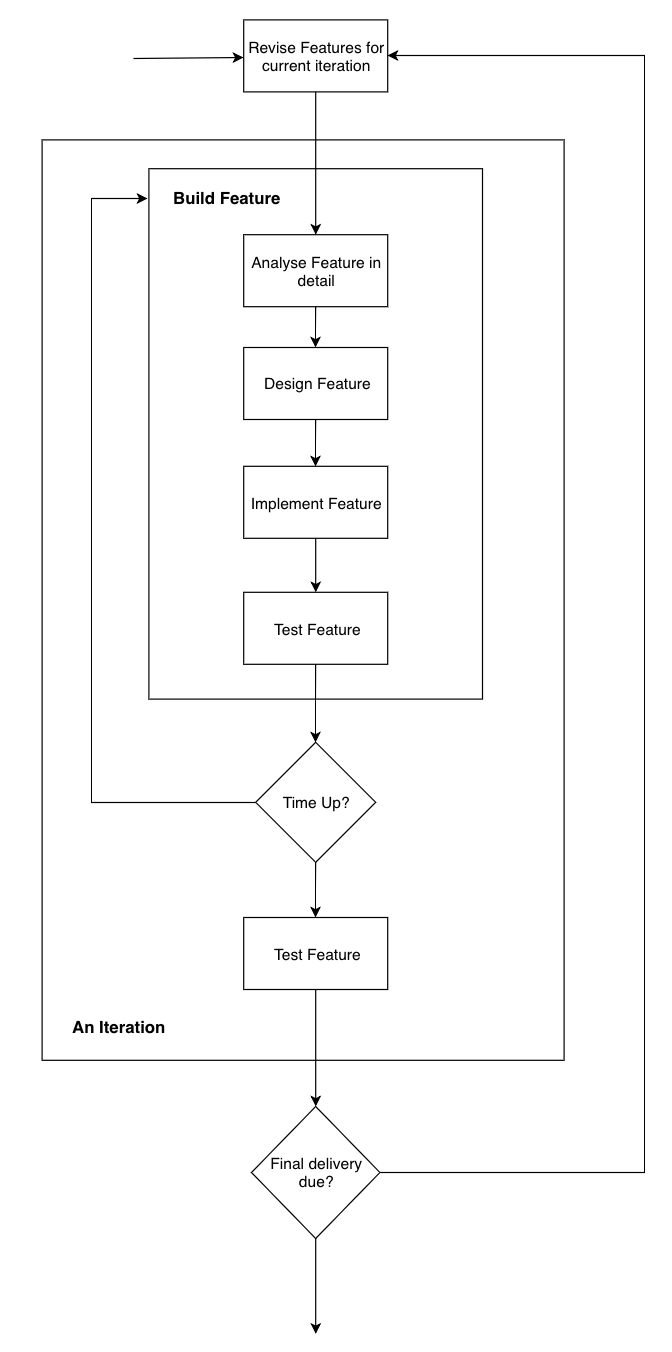 Revise Features for
current iteration
Build Feature
Analyse Feature in
detail
Design Feature
Implement Feature
Test Feature
Time Up?
Test Feature
An Iteration
Final delivery
due?